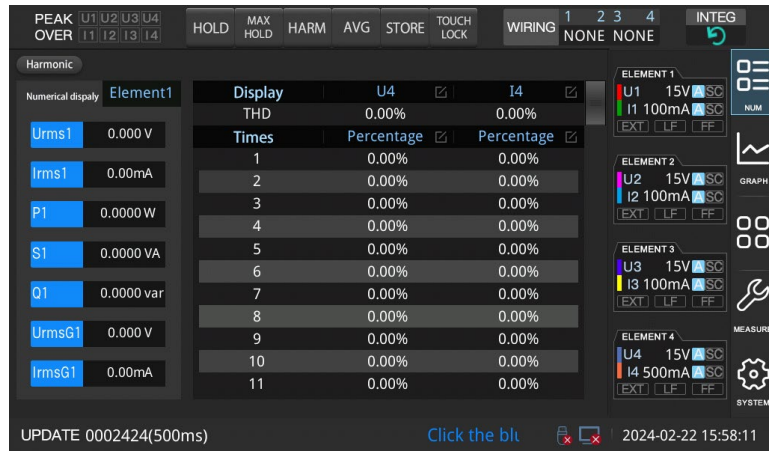 PEAK U1 U2 U3 U4
OVER I1 I2 I3 I4
HOLD
MAX HOLD
HARM
AVG
STORE
TOUCH LOCK
WIRING
1 2 3 4
NONE NONE
INTEG
Harmonic
Numerical dispaly Element1
Urms1 0.000 V
Irms1 0.00mA
P1 0.0000 W
S1 0.0000 VA
Q1 0.0000 var
UrmsG1 0.000 V
IrmsG1 0.00mA
Display U4 I4
THD 0.00% 0.00%
Times Percentage Percentage
1 0.00% 0.00%
2 0.00% 0.00%
3 0.00% 0.00%
4 0.00% 0.00%
5 0.00% 0.00%
6 0.00% 0.00%
7 0.00% 0.00%
8 0.00% 0.00%
9 0.00% 0.00%
10 0.00% 0.00%
11 0.00% 0.00%
ELEMENT 1
U1 15V A SC
I1 100mA A SC
EXT LF FF
ELEMENT 2
U2 15V A SC
I2 100mA A SC
EXT LF FF
ELEMENT 3
U3 15V A SC
I3 100mA A SC
EXT LF FF
ELEMENT 4
U4 15V A SC
I4 500mA A SC
EXT LF FF
NUM
GRAPH
MEASURI
SYSTEM
UPDATE 0002424(500ms)
Click the blu
2024-02-22 15:58:11